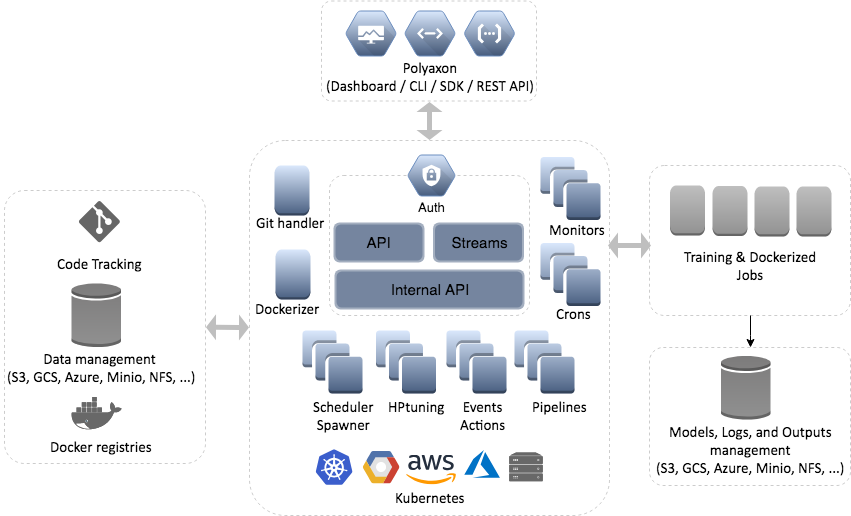 Polyaxon
(Dashboard / CLI / SDK / REST API)
Code Tracking
Data management
(S3, GCS, Azure, Minio, NFS, ...)
Docker registries
Git handler
Dockerizer
Auth
API
Streams
Internal API
Monitors
Crons
Scheduler
Spawner
HPtuning
Events
Actions
Pipelines
aws
Kubernetes
Training & Dockerized
Jobs
Models, Logs, and Outputs
management
(S3, GCS, Azure, Minio, NFS, ...)